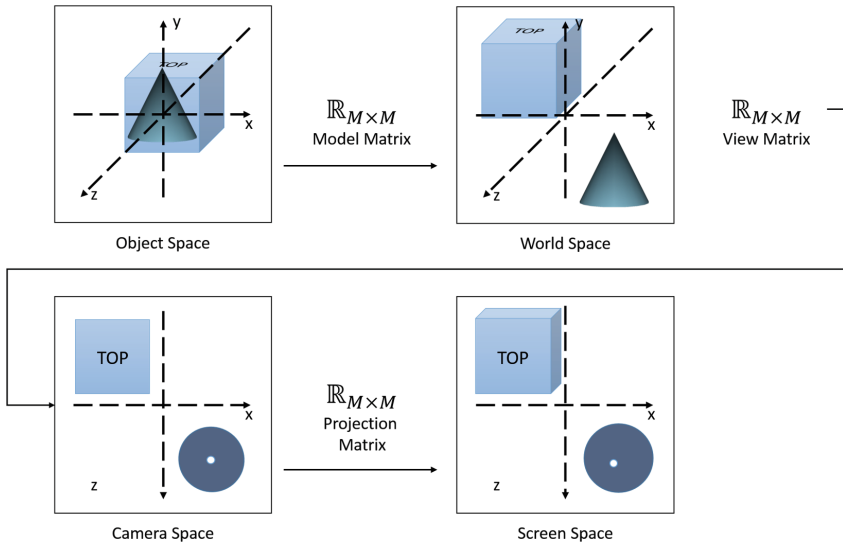 y
TOP
x
z
Object Space
ℝ_{M×M}
Model Matrix
y
TOP
x
z
World Space
ℝ_{M×M}
View Matrix
TOP
x
z
Camera Space
ℝ_{M×M}
Projection
Matrix
TOP
x
z
Screen Space